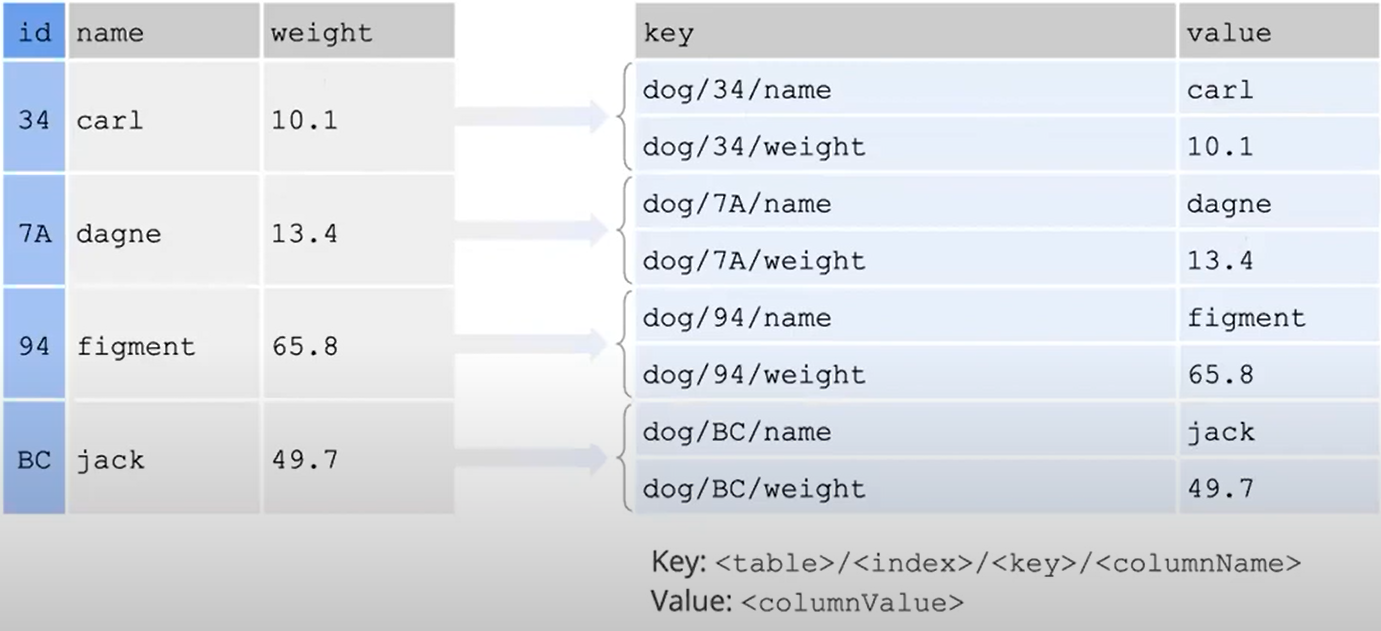 id name weight
34 carl 10.1
7A dagne 13.4
94 figment 65.8
BC jack 49.7
key value
dog/34/name carl
dog/34/weight 10.1
dog/7A/name dagne
dog/7A/weight 13.4
dog/94/name figment
dog/94/weight 65.8
dog/BC/name jack
dog/BC/weight 49.7
Key: <table>/<index>/<key>/<columnName>
Value: <columnValue>